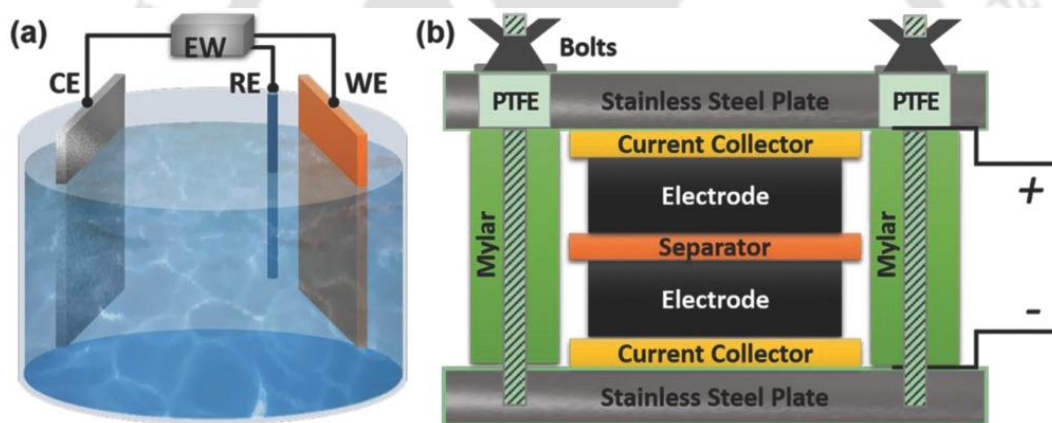 (a)
EW
CE
RE
WE
(b)
Bolts
PTFE
Stainless Steel Plate
PTFE
Current Collector
Electrode
+
Mylar
Separator
Mylar
Electrode
-
Current Collector
Stainless Steel Plate